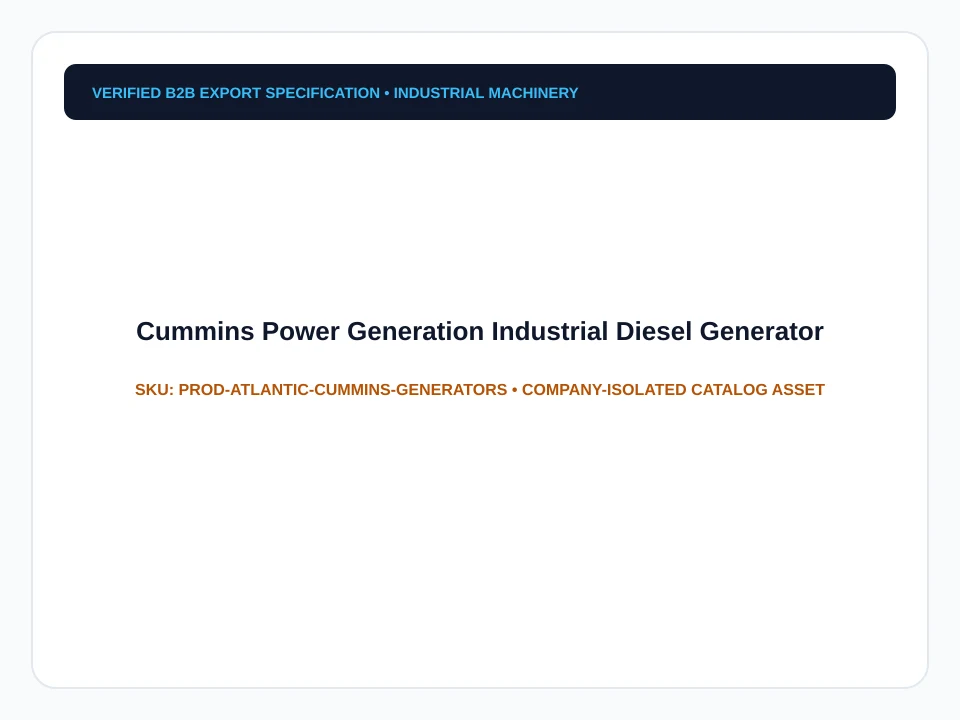 VERIFIED B2B EXPORT SPECIFICATION • INDUSTRIAL MACHINERY
Cummins Power Generation Industrial Diesel Generator
SKU: PROD-ATLANTIC-CUMMINS-GENERATORS • COMPANY-ISOLATED CATALOG ASSET